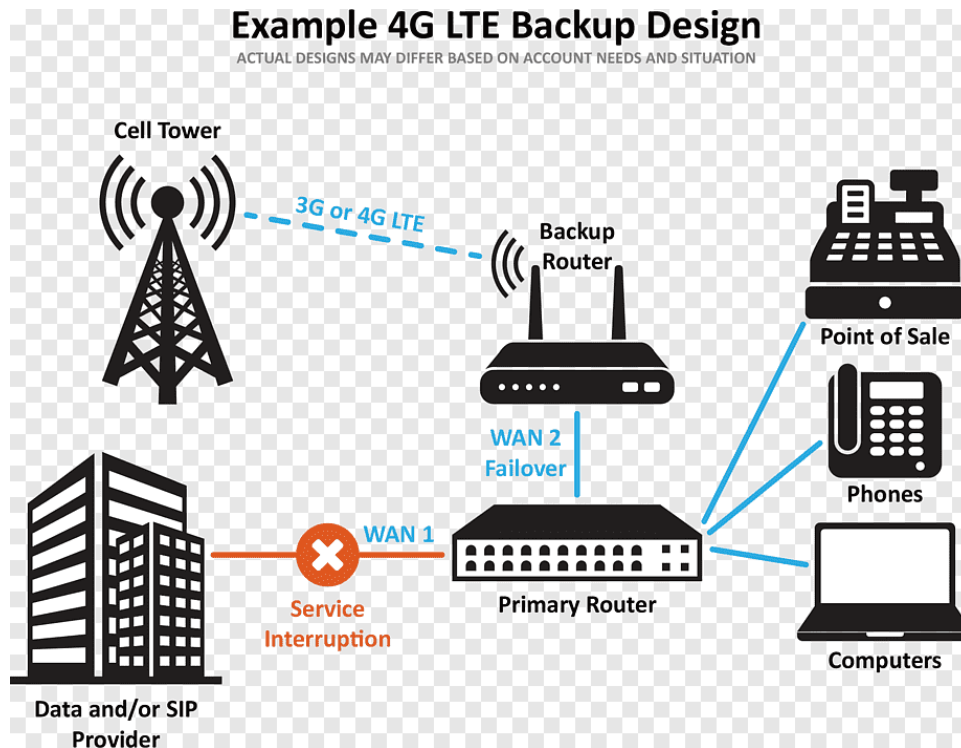 Example 4G LTE Backup Design
ACTUAL DESIGNS MAY DIFFER BASED ON ACCOUNT NEEDS AND SITUATION
Cell Tower
3G or 4G LTE
Backup
Router
Point of Sale
WAN 2
Failover
Phones
WAN 1
Service
Interruption
Primary Router
Computers
Data and/or SIP
Provider